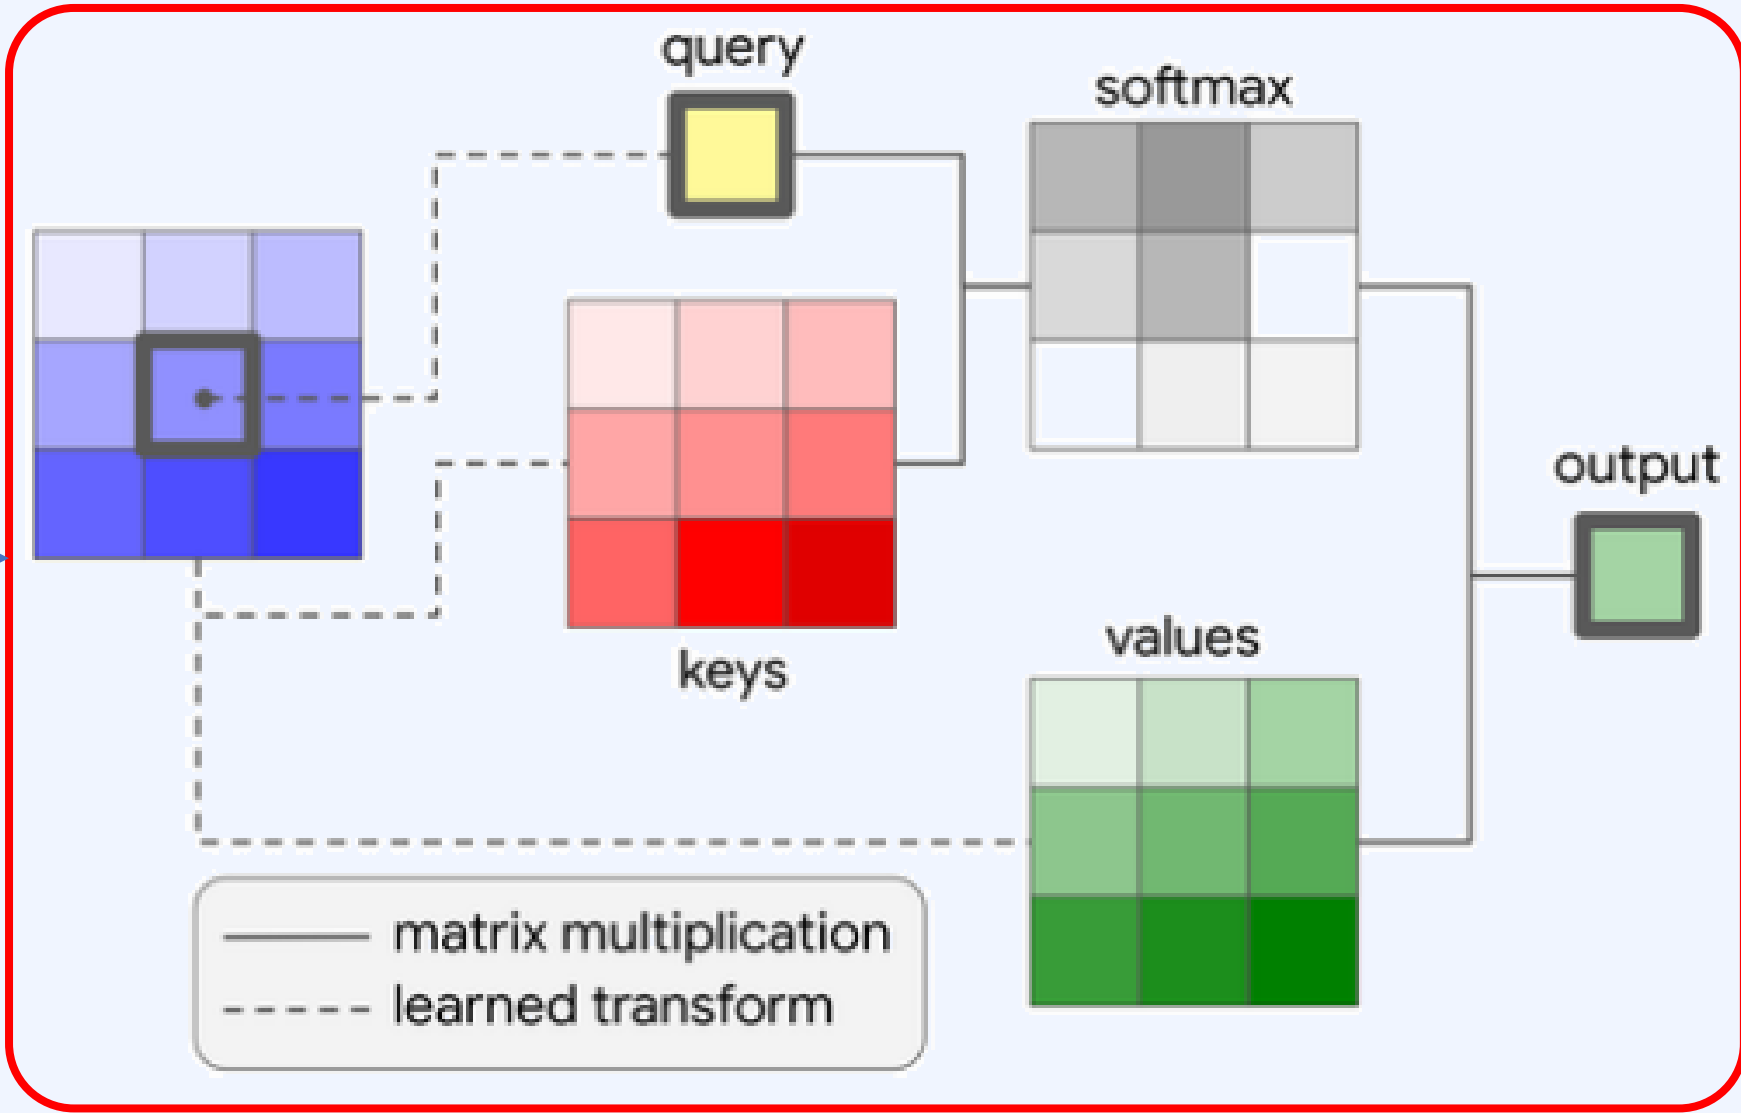 query
softmax
keys
output
values
matrix multiplication
learned transform